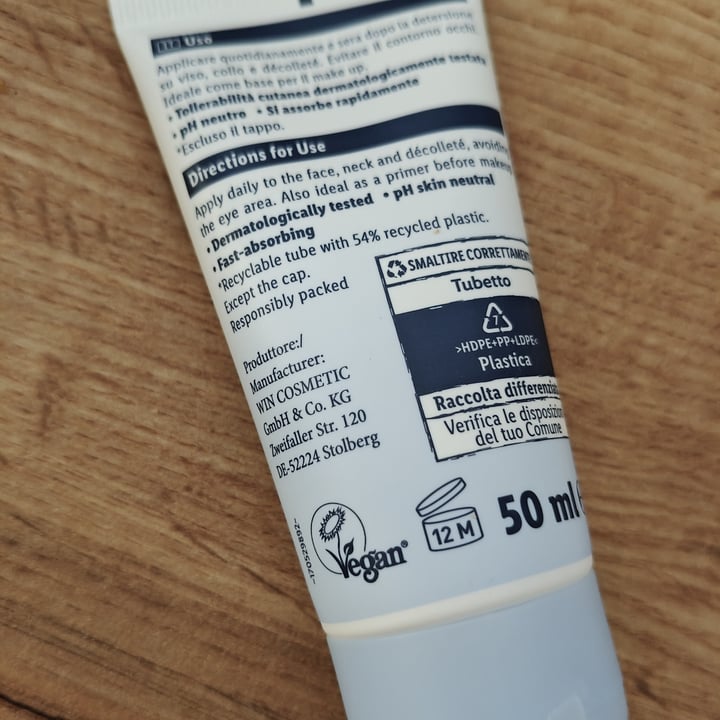 IT Uso
Applicare quotidianamente e sera dopo la detersione
su viso, collo e décolleté. Evitare il contorno occhi.
Ideale come base per il make up.
• Tollerabilità cutanea dermatologicamente testata
• pH neutro • Si assorbe rapidamente
*Escluso il tappo.
Directions for Use
Apply daily to the face, neck and décolleté, avoiding
the eye area. Also ideal as a primer before makeup
• Dermatologically tested • pH skin neutral
• Fast-absorbing
*Recyclable tube with 54% recycled plastic.
Except the cap.
Responsibly packed
SMALTIRE CORRETTAMENTE
Tubetto
7
>HDPE+PP+LDPE<
Plastica
Raccolta differenziata
Verifica le disposizioni
del tuo Comune
Produttore:/
Manufacturer:
WIN COSMETIC
GmbH & Co. KG
Zweifaller Str. 120
DE-52224 Stolberg
Vegan®
12 M
50 ml